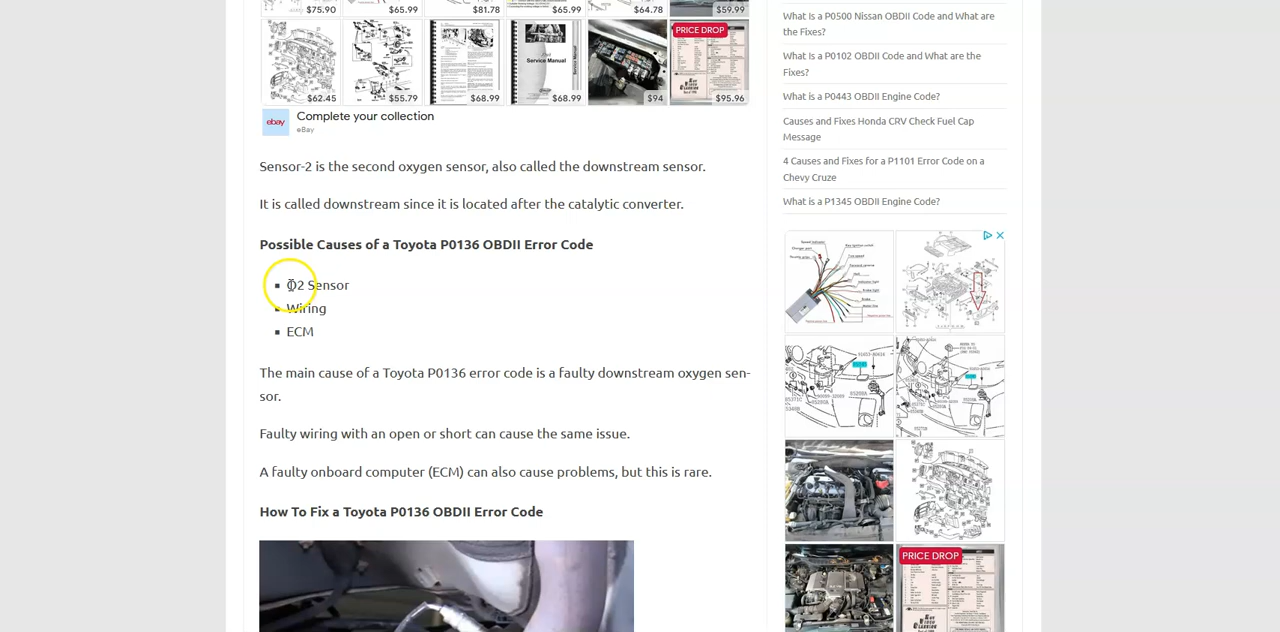 $75.90
$65.99
$81.78
$65.99
$64.78
$59.99
PRICE DROP
Service Manual
$62.45
$55.79
$68.99
$68.99
$94
$95.96
ebay
Complete your collection
eBay
Sensor-2 is the second oxygen sensor, also called the downstream sensor.
It is called downstream since it is located after the catalytic converter.
Possible Causes of a Toyota P0136 OBDII Error Code
O2 Sensor
Wiring
ECM
The main cause of a Toyota P0136 error code is a faulty downstream oxygen sen-
sor.
Faulty wiring with an open or short can cause the same issue.
A faulty onboard computer (ECM) can also cause problems, but this is rare.
How To Fix a Toyota P0136 OBDII Error Code
What is a P0500 Nissan OBDII Code and What are
the Fixes?
What is a P0102 OBDII Code and What are the
Fixes?
What is a P0443 OBDII Engine Code?
Causes and Fixes Honda CRV Check Fuel Cap
Message
4 Causes and Fixes for a P1101 Error Code on a
Chevy Cruze
What is a P1345 OBDII Engine Code?
PRICE DROP